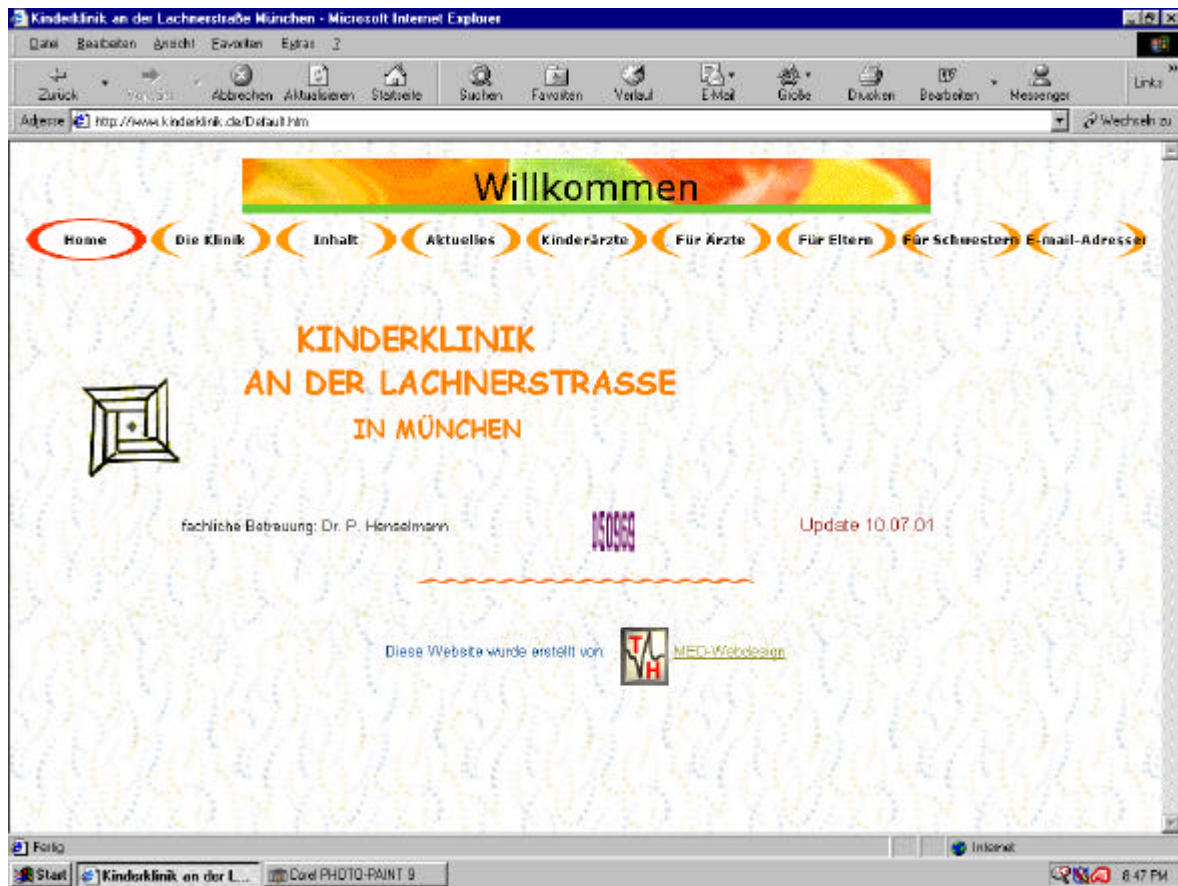 Kinderklinik an der Lachnerstraße München - Microsoft Internet Explorer
Datei Bearbeiten Ansicht Favoriten Extras ?
Zurück Vorwärts Abbrechen Aktualisieren Startseite Suchen Favoriten Verlauf E-Mail Größe Drucken Bearbeiten Messenger Links
Adresse http://www.kinderklinik.de/Default.htm Wechseln zu
Willkommen
Home Die Klinik Inhalt Aktuelles Kinderärzte Für Ärzte Für Eltern Für Schwestern E-mail-Adressen
KINDERKLINIK
AN DER LACHNERSTRASSE
IN MÜNCHEN
fachliche Betreuung: Dr. P. Henselmann 050969 Update 10.07.01
Diese Website wurde erstellt von TH MED-Webdesign
Fertig Internet
Start Kinderklinik an der L... Corel PHOTO-PAINT 9 8:47 PM